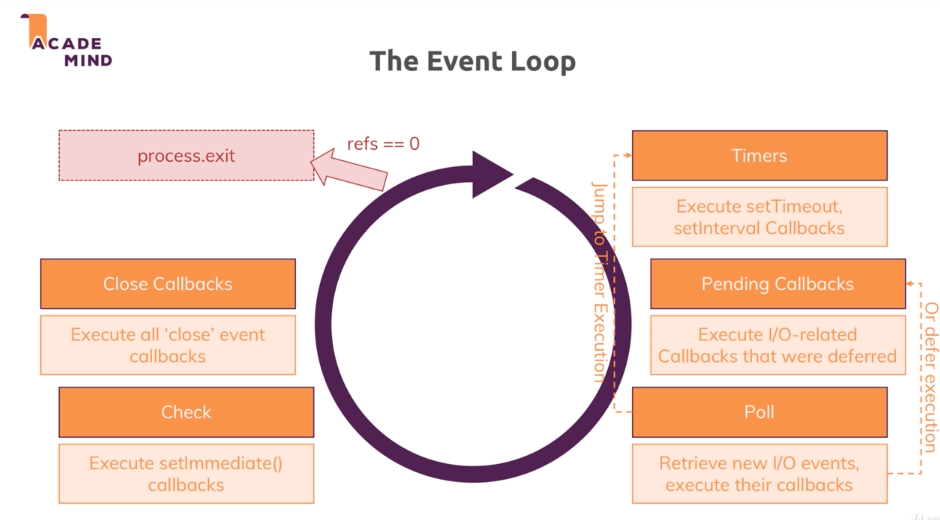 ACADE
MIND
The Event Loop
process.exit
refs == 0
Timers
Execute setTimeout,
setInterval Callbacks
Jump to Timer Execution
Close Callbacks
Execute all ‘close’ event
callbacks
Pending Callbacks
Execute I/O-related
Callbacks that were deferred
Or defer execution
Check
Execute setImmediate()
callbacks
Poll
Retrieve new I/O events,
execute their callbacks